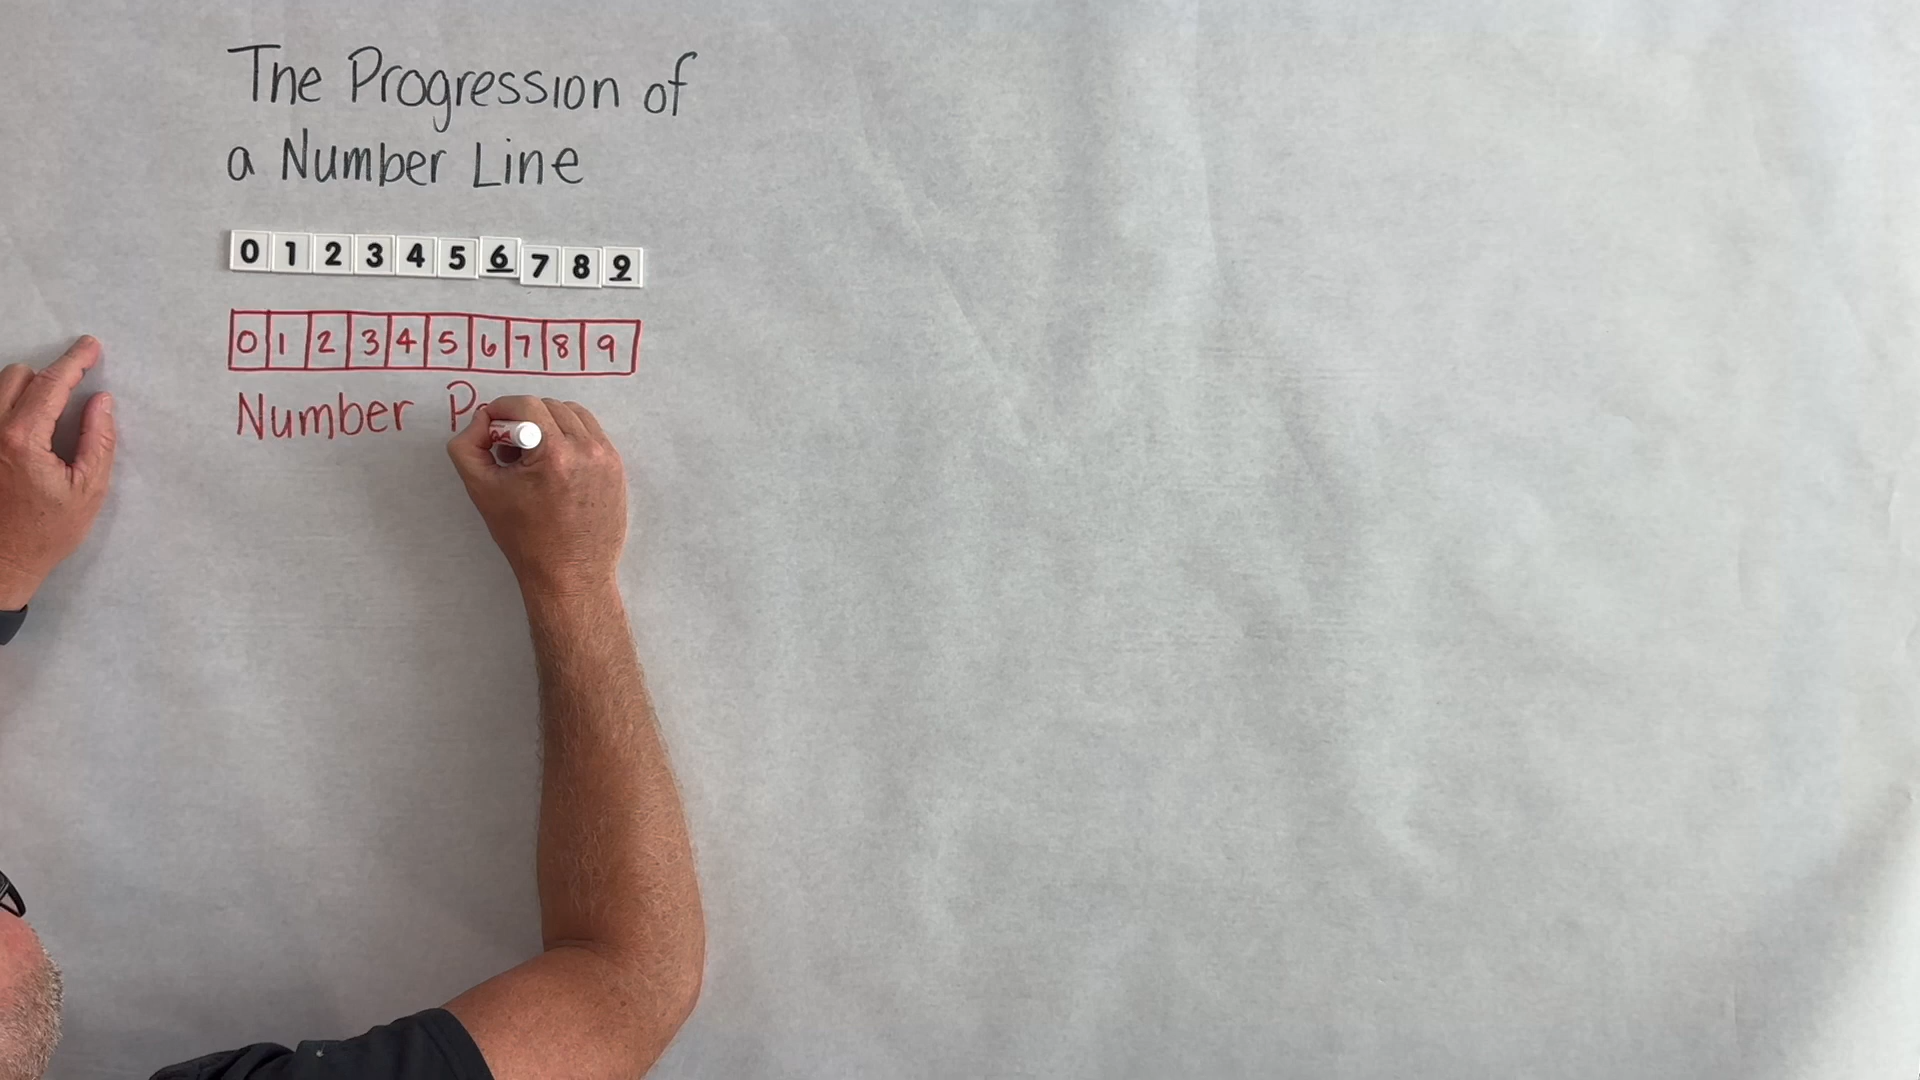 The Progression of
a Number Line
0 1 2 3 4 5 6 7 8 9
0 1 2 3 4 5 6 7 8 9
Number